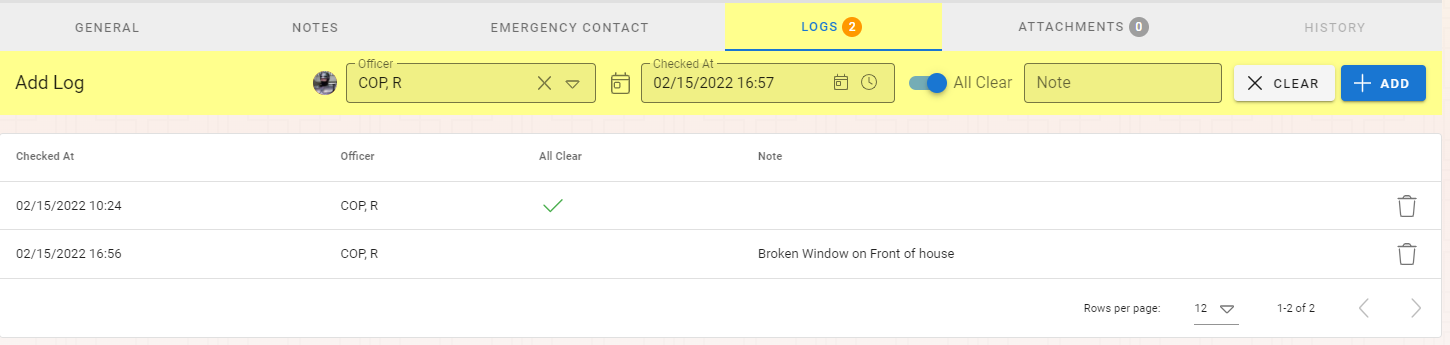 GENERAL NOTES EMERGENCY CONTACT LOGS 2 ATTACHMENTS 0 HISTORY
Officer Checked At
Add Log COP, R 02/15/2022 16:57 All Clear Note CLEAR ADD
Checked At Officer All Clear Note
02/15/2022 10:24 COP, R
02/15/2022 16:56 COP, R Broken Window on Front of house
Rows per page: 12 1-2 of 2